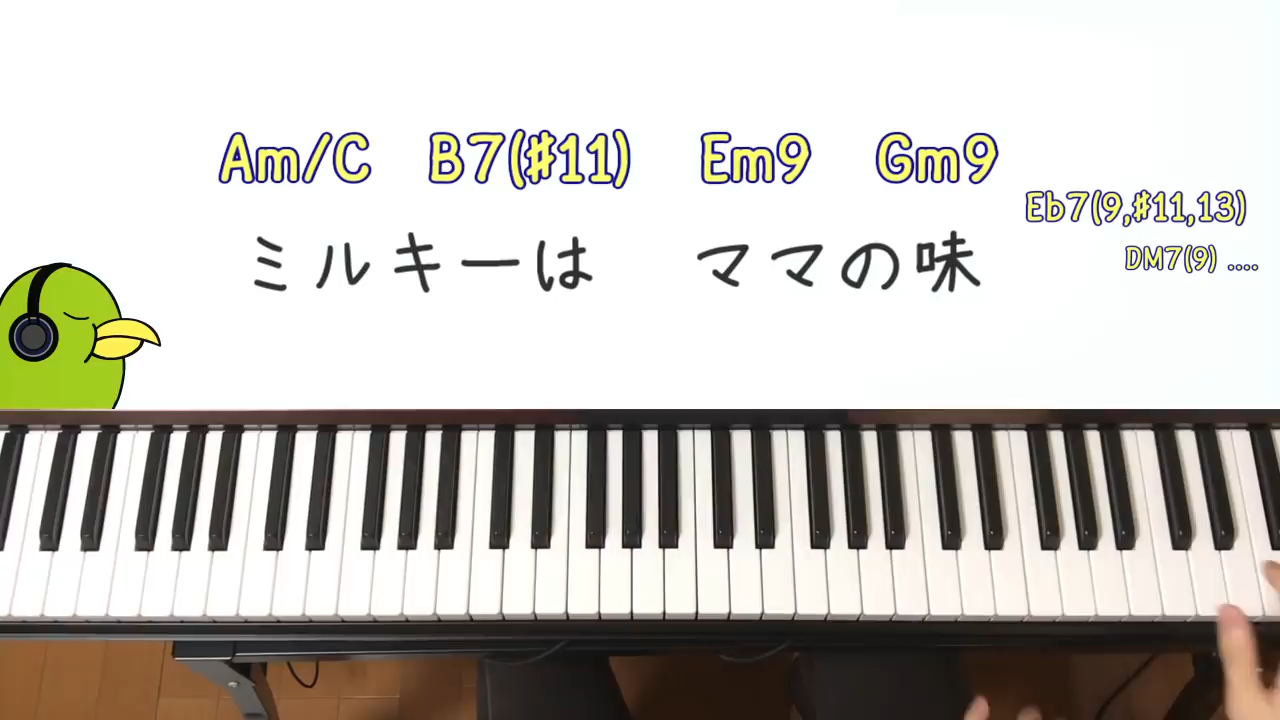 Am/C B7(#11) Em9 Gm9
Eb7(9,#11,13)
DM7(9) ....
ミルキーは ママの味